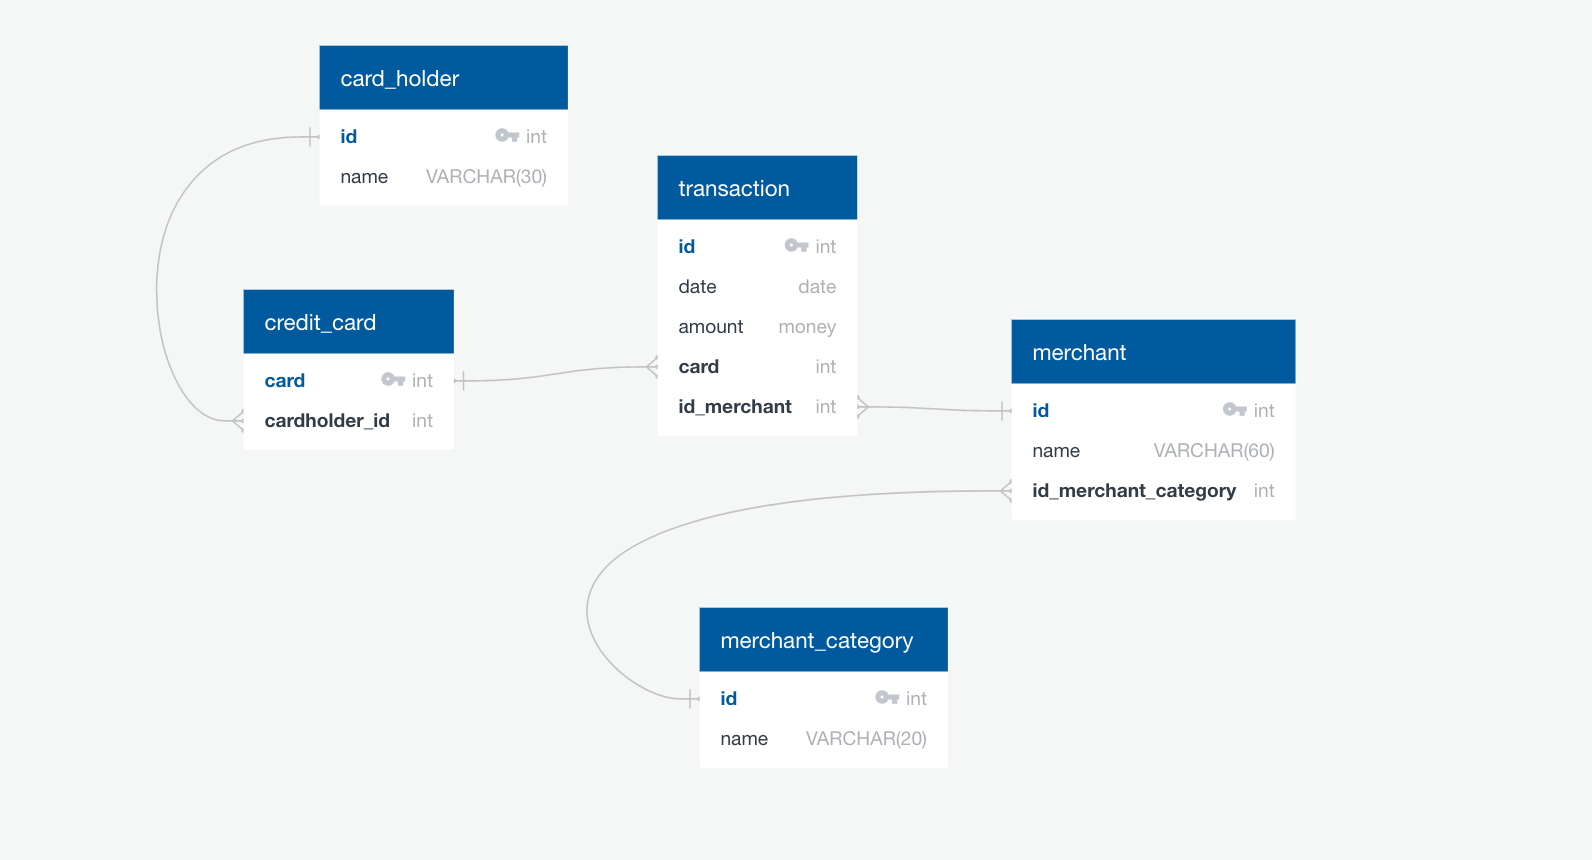 card_holder
id int
name VARCHAR(30)
transaction
id int
date date
amount money
card int
id_merchant int
credit_card
card int
cardholder_id int
merchant
id int
name VARCHAR(60)
id_merchant_category int
merchant_category
id int
name VARCHAR(20)